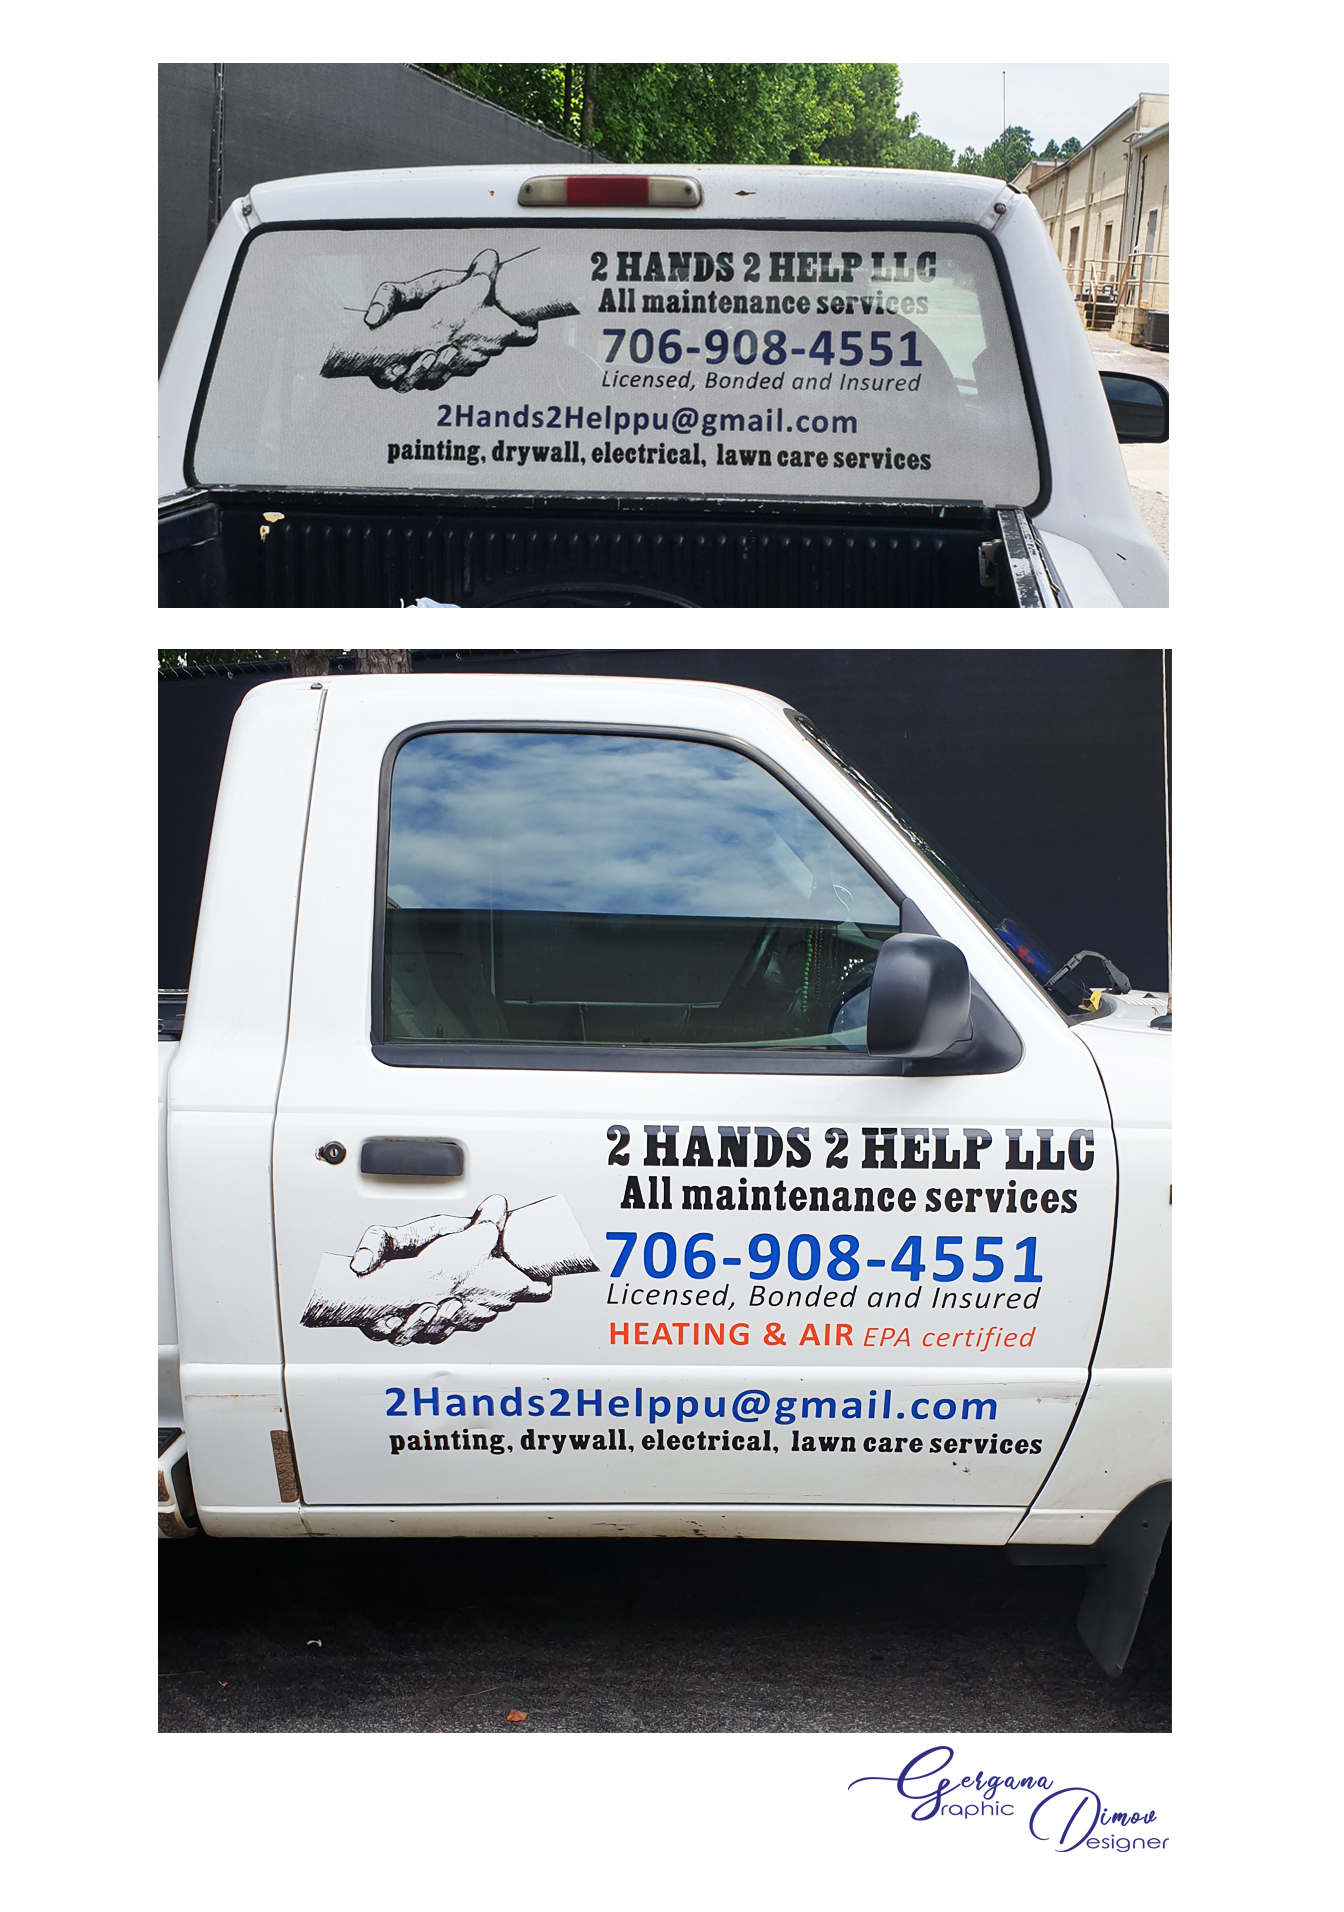 2 HANDS 2 HELP LLC
All maintenance services
706-908-4551
Licensed, Bonded and Insured
2Hands2Helppu@gmail.com
painting, drywall, electrical, lawn care services
2 HANDS 2 HELP LLC
All maintenance services
706-908-4551
Licensed, Bonded and Insured
HEATING & AIR EPA certified
2Hands2Helppu@gmail.com
painting, drywall, electrical, lawn care services
Gergana Dimov
Graphic Designer